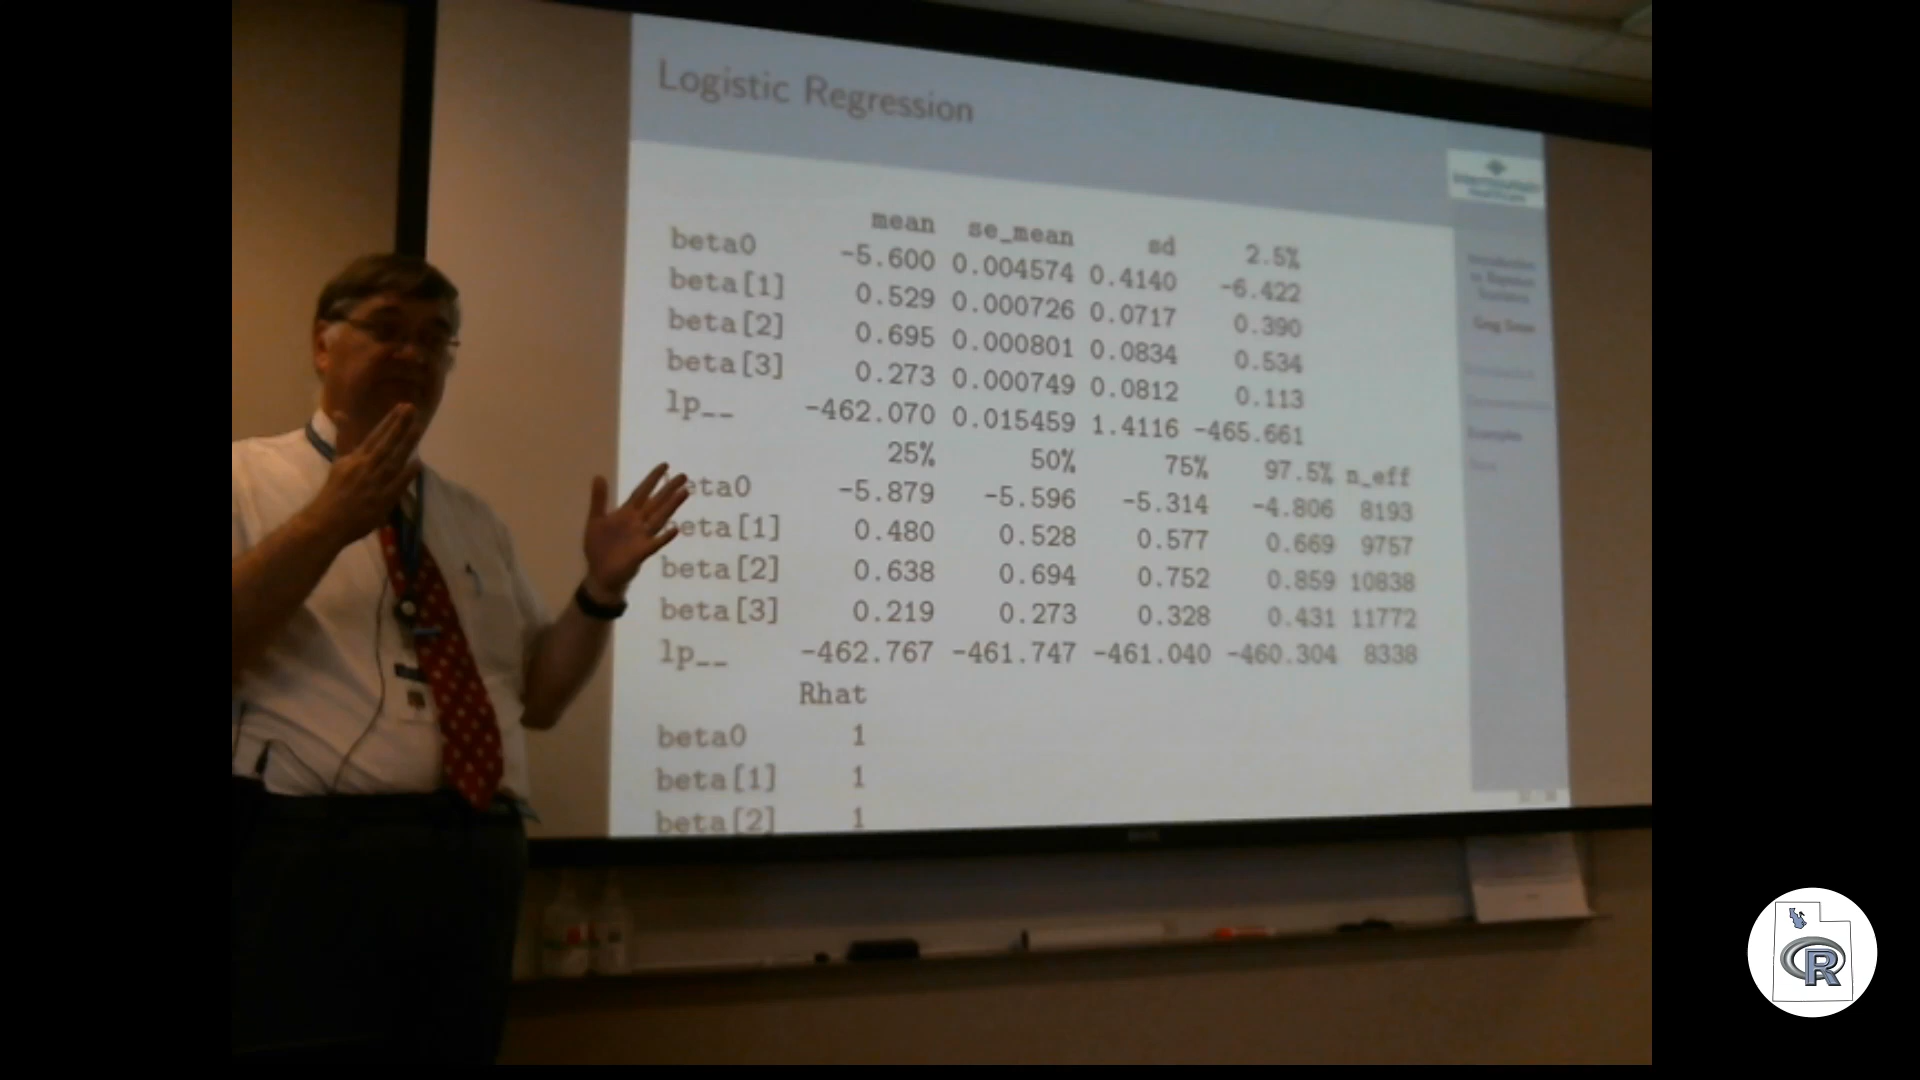 Logistic Regression
mean se_mean sd 2.5%
beta0 -5.600 0.004574 0.4140 -6.422
beta[1] 0.529 0.000726 0.0717 0.390
beta[2] 0.695 0.000801 0.0834 0.534
beta[3] 0.273 0.000749 0.0812 0.113
lp__ -462.070 0.015459 1.4116 -465.661
25% 50% 75% 97.5% n_eff
eta0 -5.879 -5.596 -5.314 -4.806 8193
eta[1] 0.480 0.528 0.577 0.669 9757
beta[2] 0.638 0.694 0.752 0.859 10838
beta[3] 0.219 0.273 0.328 0.431 11772
lp__ -462.767 -461.747 -461.040 -460.304 8338
Rhat
beta0 1
beta[1] 1
beta[2] 1
Introduction
to Bayesian
Statistics
Examples
R